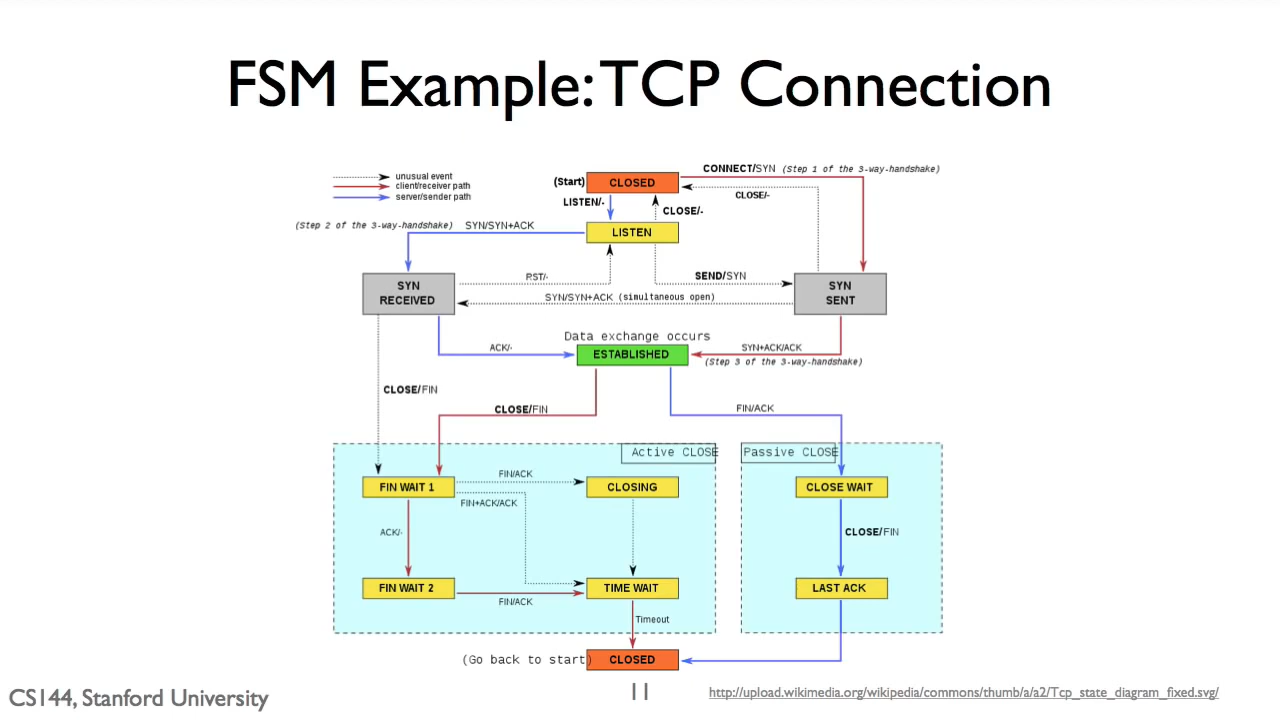 FSM Example: TCP Connection
unusual event
client/receiver path
server/sender path
(Start)
CLOSED
CONNECT/SYN (Step 1 of the 3-way-handshake)
CLOSE/-
LISTEN/-
CLOSE/-
(Step 2 of the 3-way-handshake) SYN/SYN+ACK
LISTEN
RST/-
SEND/SYN
SYN
RECEIVED
SYN
SENT
SYN/SYN+ACK (simultaneous open)
Data exchange occurs
ACK/-
ESTABLISHED
SYN+ACK/ACK
(Step 3 of the 3-way-handshake)
CLOSE/FIN
CLOSE/FIN
FIN/ACK
Active CLOSE
Passive CLOSE
FIN WAIT 1
FIN/ACK
CLOSING
CLOSE WAIT
FIN+ACK/ACK
ACK/-
CLOSE/FIN
FIN WAIT 2
FIN/ACK
TIME WAIT
LAST ACK
Timeout
(Go back to start)
CLOSED
CS144, Stanford University
11
http://upload.wikimedia.org/wikipedia/commons/thumb/a/a2/Tcp_state_diagram_fixed.svg/